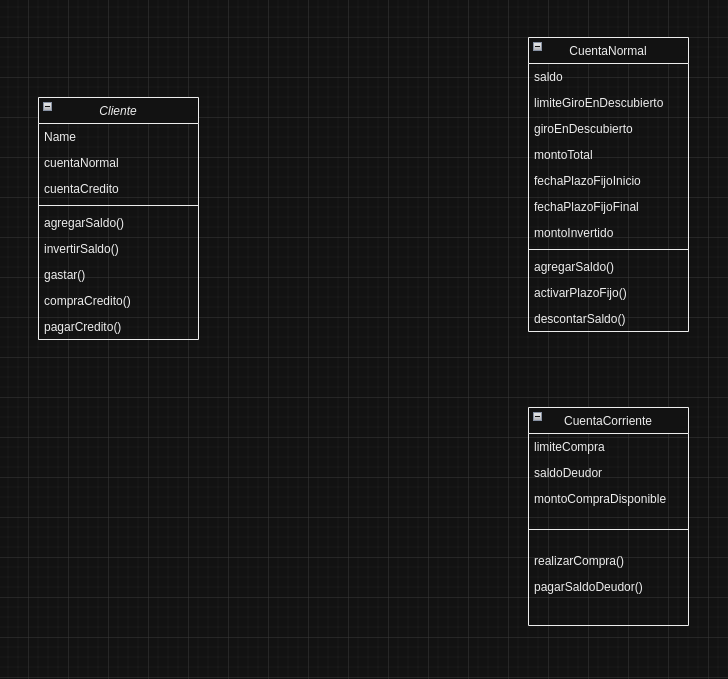 Cliente
Name
cuentaNormal
cuentaCredito
agregarSaldo()
invertirSaldo()
gastar()
compraCredito()
pagarCredito()
CuentaNormal
saldo
limiteGiroEnDescubierto
giroEnDescubierto
montoTotal
fechaPlazoFijoInicio
fechaPlazoFijoFinal
montoInvertido
agregarSaldo()
activarPlazoFijo()
descontarSaldo()
CuentaCorriente
limiteCompra
saldoDeudor
montoCompraDisponible
realizarCompra()
pagarSaldoDeudor()